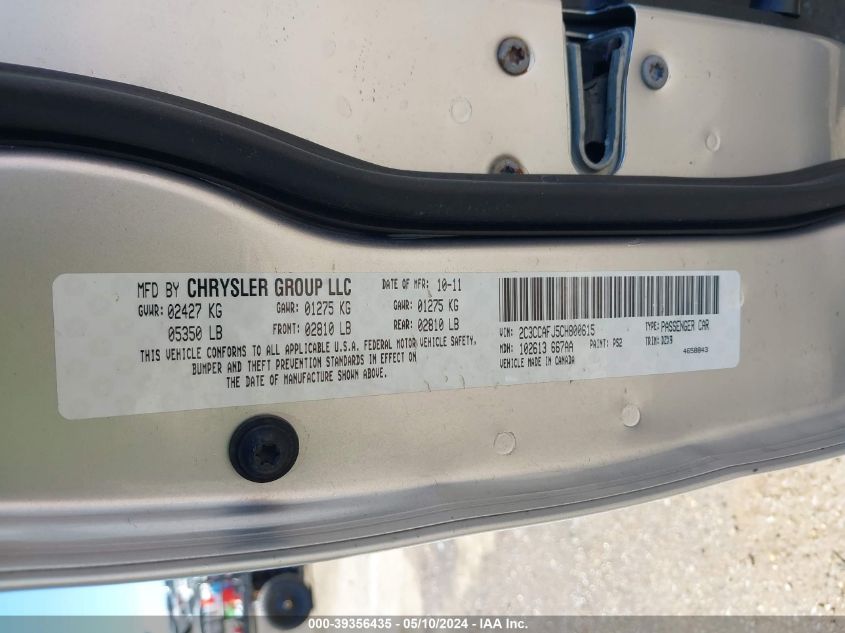 MFD BY CHRYSLER GROUP LLC DATE OF MFR: 10-11
GVWR: 02427 KG GAWR: 01275 KG GAWR: 01275 KG
05350 LB FRONT: 02810 LB REAR: 02810 LB
THIS VEHICLE CONFORMS TO ALL APPLICABLE U.S.A. FEDERAL MOTOR VEHICLE SAFETY,
BUMPER AND THEFT PREVENTION STANDARDS IN EFFECT ON
THE DATE OF MANUFACTURE SHOWN ABOVE.
VIN: 2C3CCAFJ5CH800615 TYPE: PASSENGER CAR
MDH: 102613 667AA PAINT: PS2 TRIM: DCX9
VEHICLE MADE IN CANADA 4658843
000-39356435 - 05/10/2024 - IAA Inc.